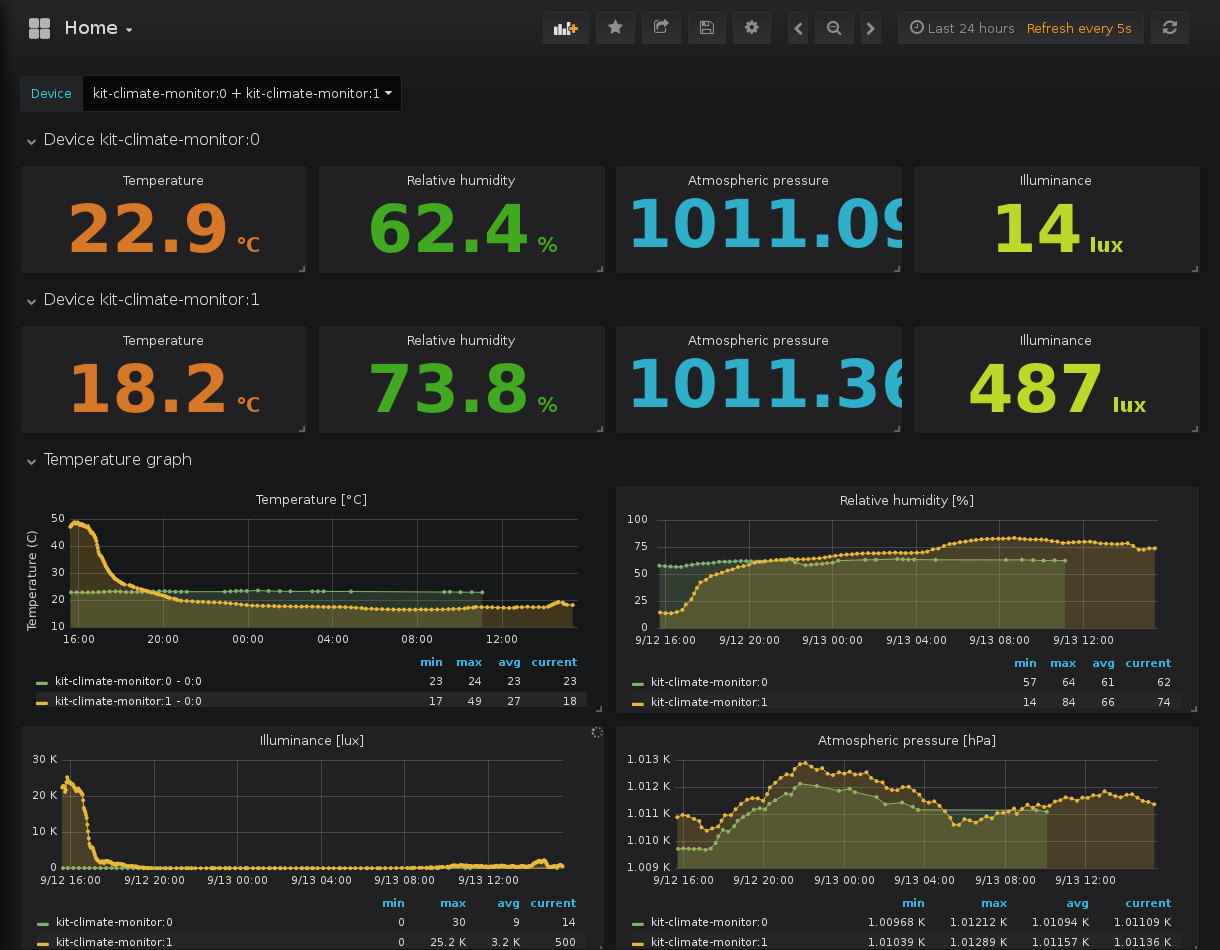 Home
Last 24 hours Refresh every 5s
Device kit-climate-monitor:0 + kit-climate-monitor:1
Device kit-climate-monitor:0
Temperature Relative humidity Atmospheric pressure Illuminance
22.9 °C 62.4 % 1011.09 14 lux
Device kit-climate-monitor:1
Temperature Relative humidity Atmospheric pressure Illuminance
18.2 °C 73.8 % 1011.36 487 lux
Temperature graph
Temperature [°C]
Temperature (C)
50
40
30
20
10
16:00 20:00 00:00 04:00 08:00 12:00
min max avg current
kit-climate-monitor:0 - 0:0 23 24 23 23
kit-climate-monitor:1 - 0:0 17 49 27 18
Relative humidity [%]
100
75
50
25
0
9/12 16:00 9/12 20:00 9/13 00:00 9/13 04:00 9/13 08:00 9/13 12:00
min max avg current
kit-climate-monitor:0 57 64 61 62
kit-climate-monitor:1 14 84 66 74
Illuminance [lux]
30 K
20 K
10 K
0
9/12 16:00 9/12 20:00 9/13 00:00 9/13 04:00 9/13 08:00 9/13 12:00
min max avg current
kit-climate-monitor:0 0 30 9 14
kit-climate-monitor:1 0 25.2 K 3.2 K 500
Atmospheric pressure [hPa]
1.013 K
1.012 K
1.011 K
1.010 K
1.009 K
9/12 16:00 9/12 20:00 9/13 00:00 9/13 04:00 9/13 08:00 9/13 12:00
min max avg current
kit-climate-monitor:0 1.00968 K 1.01212 K 1.01094 K 1.01109 K
kit-climate-monitor:1 1.01039 K 1.01289 K 1.01157 K 1.01136 K